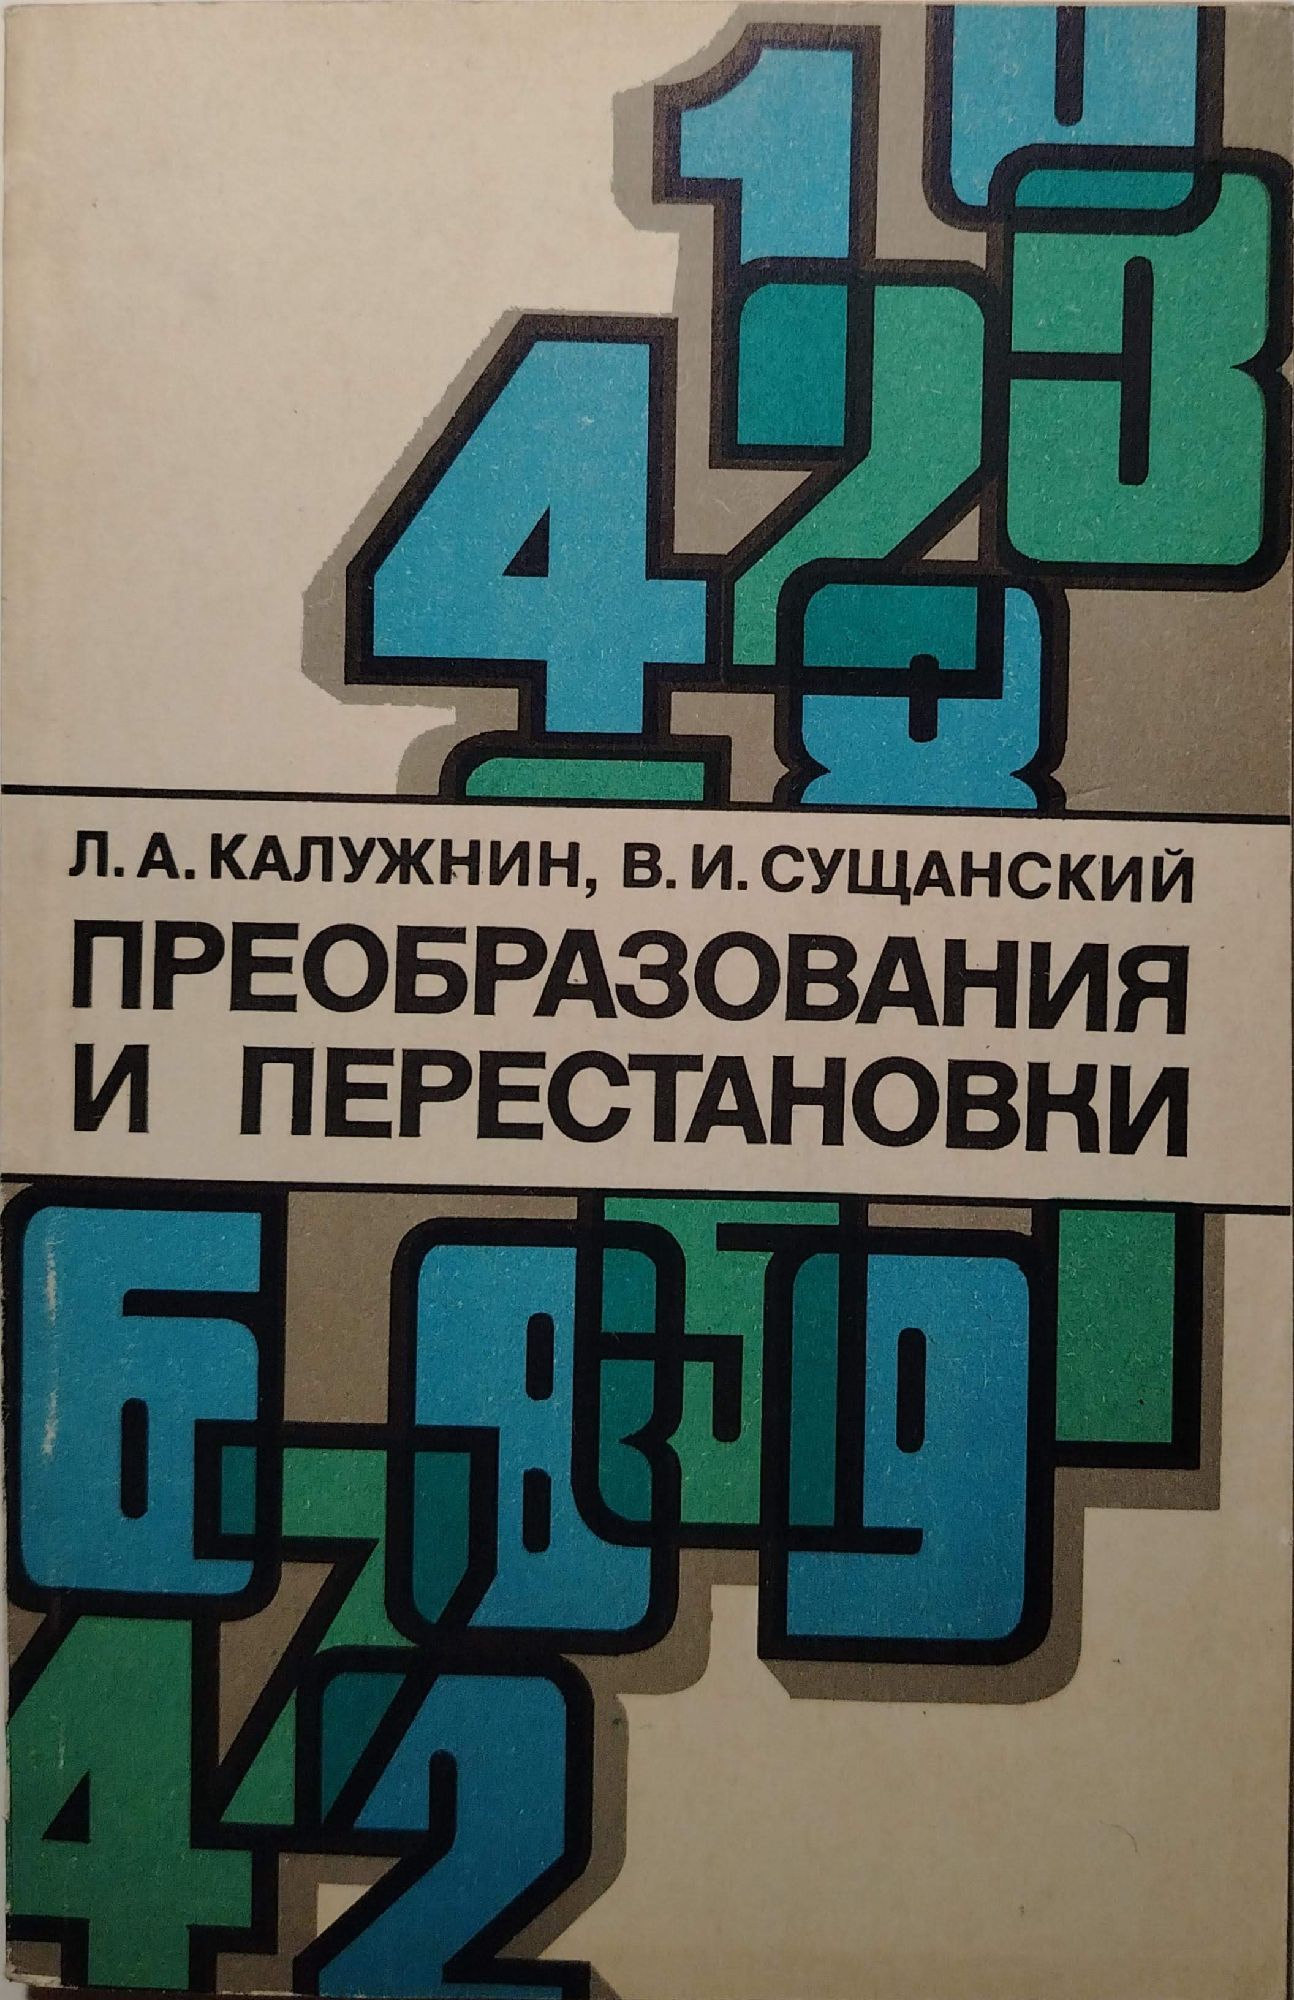 Л. А. КАЛУЖНИН, В. И. СУЩАНСКИЙ
ПРЕОБРАЗОВАНИЯ
И ПЕРЕСТАНОВКИ